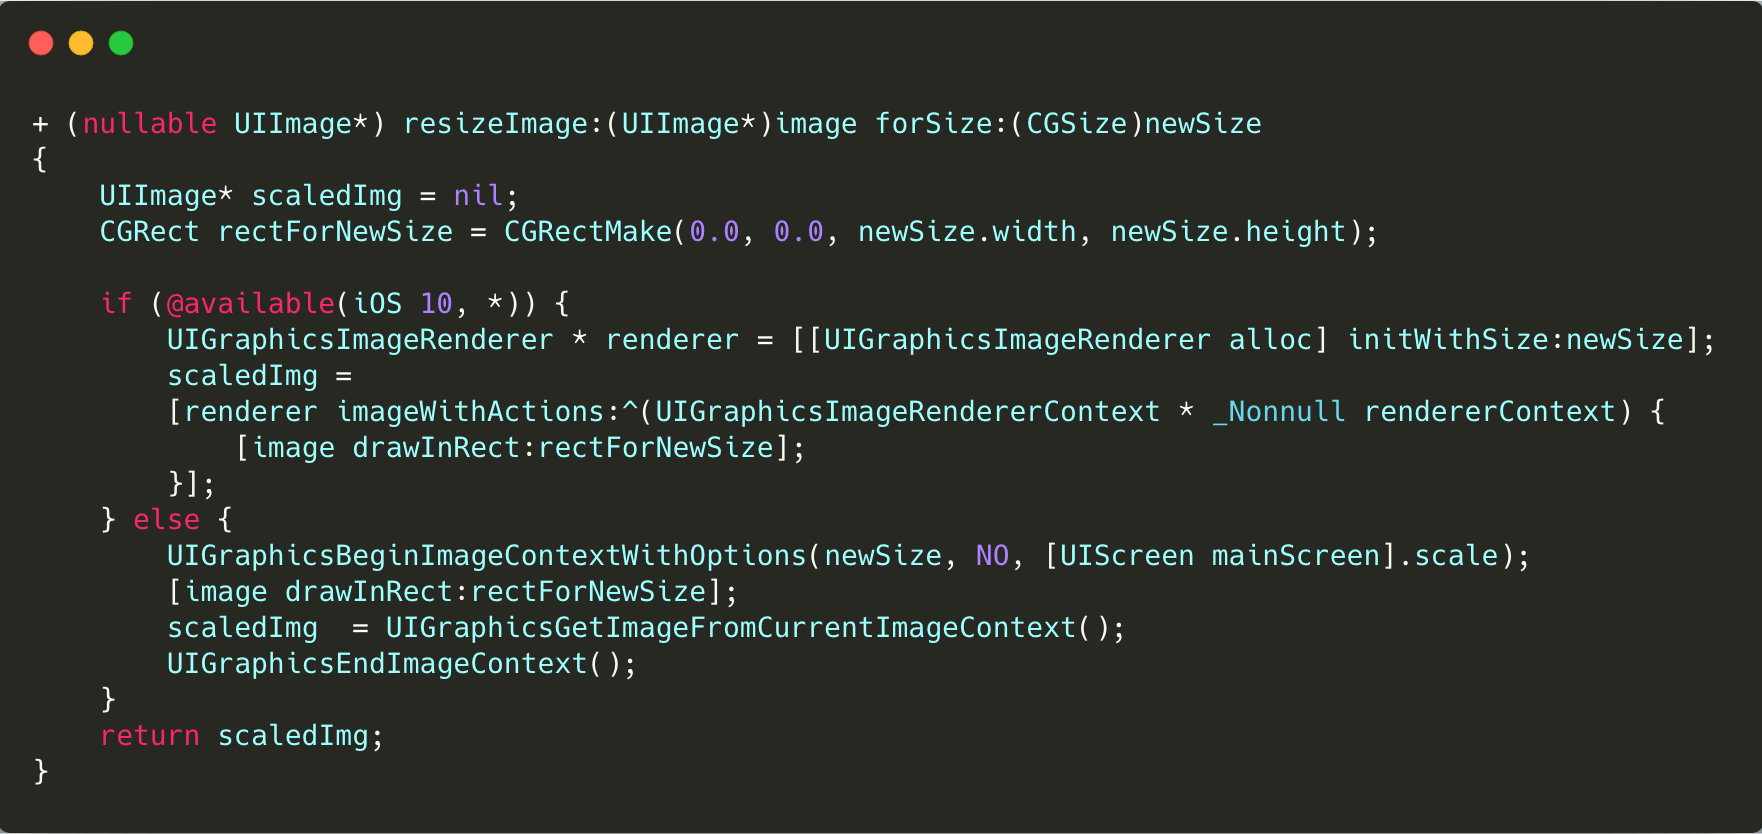 + (nullable UIImage*) resizeImage:(UIImage*)image forSize:(CGSize)newSize
{
    UIImage* scaledImg = nil;
    CGRect rectForNewSize = CGRectMake(0.0, 0.0, newSize.width, newSize.height);

    if (@available(iOS 10, *)) {
        UIGraphicsImageRenderer * renderer = [[UIGraphicsImageRenderer alloc] initWithSize:newSize];
        scaledImg =
        [renderer imageWithActions:^(UIGraphicsImageRendererContext * _Nonnull rendererContext) {
            [image drawInRect:rectForNewSize];
        }];
    } else {
        UIGraphicsBeginImageContextWithOptions(newSize, NO, [UIScreen mainScreen].scale);
        [image drawInRect:rectForNewSize];
        scaledImg  = UIGraphicsGetImageFromCurrentImageContext();
        UIGraphicsEndImageContext();
    }
    return scaledImg;
}